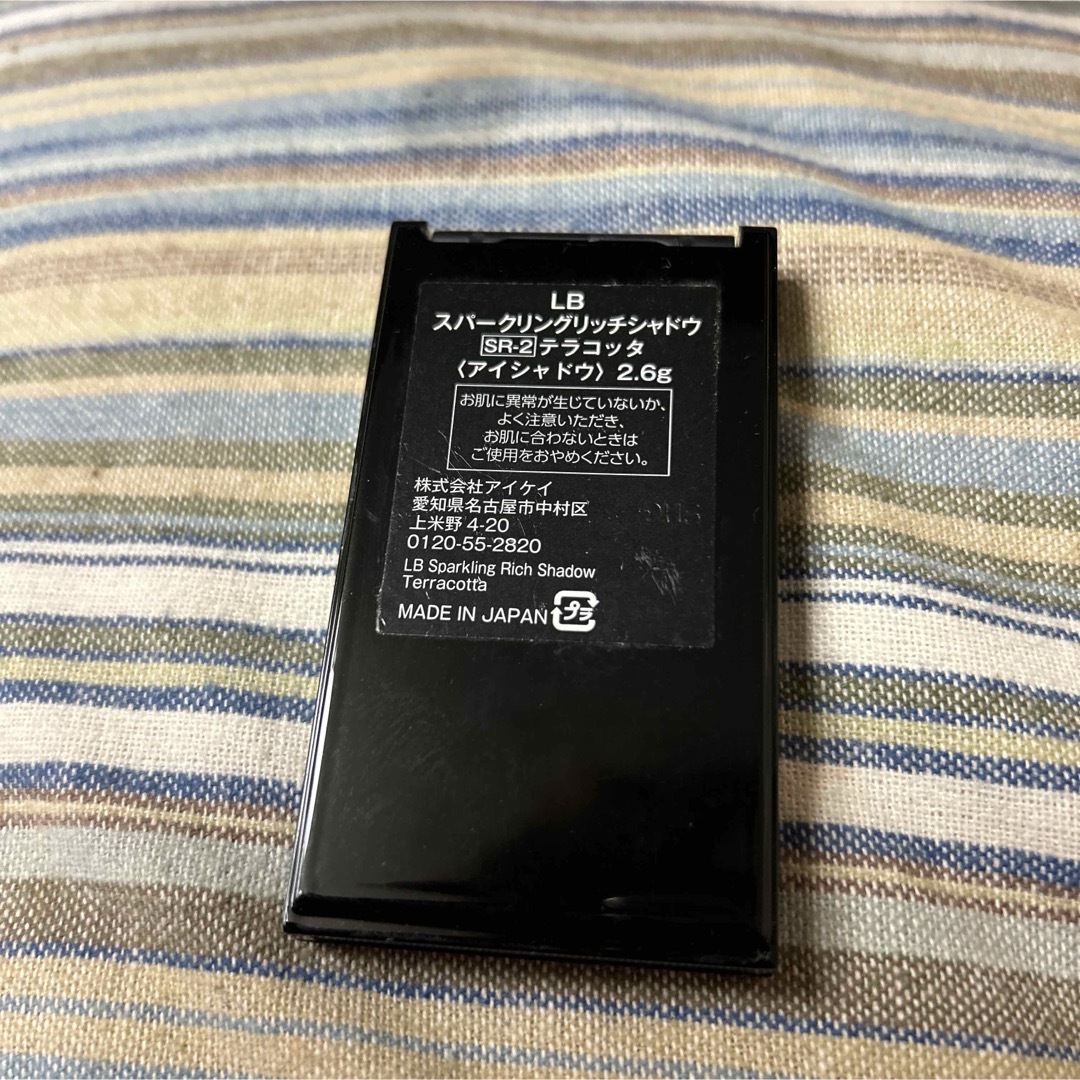 LB
スパークリングリッチシャドウ
SR-2 テラコッタ
〈アイシャドウ〉 2.6g
お肌に異常が生じていないか、
よく注意いただき、
お肌に合わないときは
ご使用をおやめください。
株式会社アイケイ
愛知県名古屋市中村区
上米野 4-20
0120-55-2820
LB Sparkling Rich Shadow
Terracotta
MADE IN JAPAN プラ